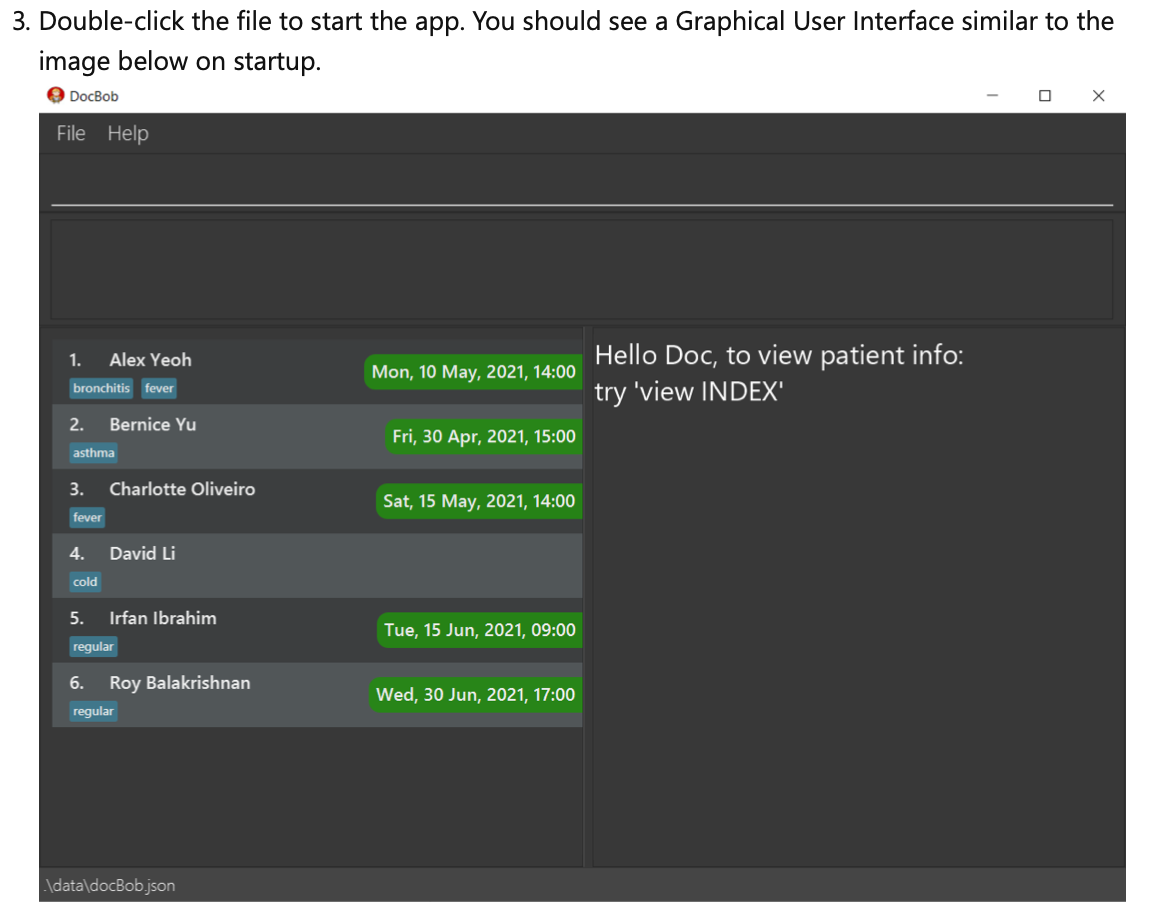 3. Double-click the file to start the app. You should see a Graphical User Interface similar to the
image below on startup.
DocBob
File Help
1. Alex Yeoh
Mon, 10 May, 2021, 14:00
bronchitis fever
2. Bernice Yu
Fri, 30 Apr, 2021, 15:00
asthma
3. Charlotte Oliveiro
Sat, 15 May, 2021, 14:00
fever
4. David Li
cold
5. Irfan Ibrahim
Tue, 15 Jun, 2021, 09:00
regular
6. Roy Balakrishnan
Wed, 30 Jun, 2021, 17:00
regular
Hello Doc, to view patient info:
try 'view INDEX'
.\data\docBob.json